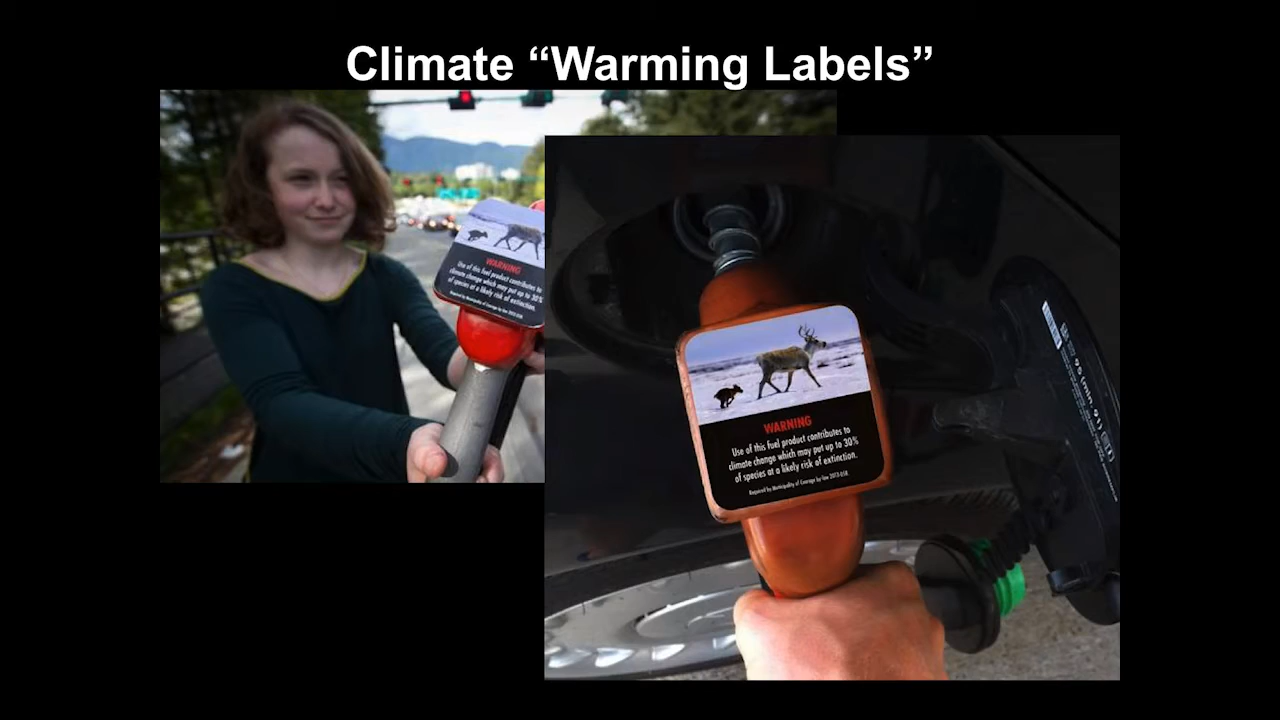 Climate “Warming Labels”
WARNING
Use of this fuel product contributes to
climate change which may put up to 30%
of species at a likely risk of extinction.
WARNING
Use of this fuel product contributes to
climate change which may put up to 30%
of species at a likely risk of extinction.